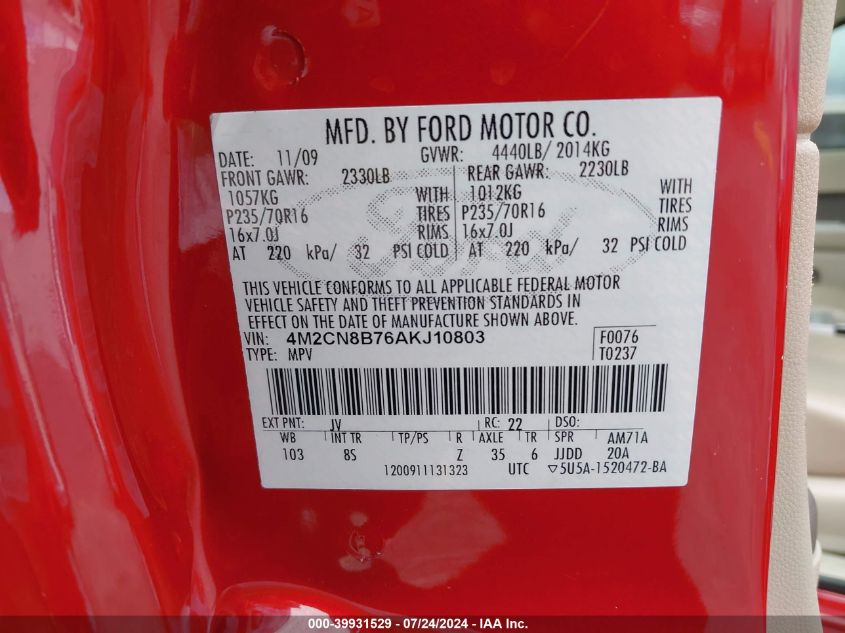 MFD. BY FORD MOTOR CO.
DATE: 11/09 GVWR: 4440LB/ 2014KG
FRONT GAWR: 2330LB REAR GAWR: 2230LB
1057KG WITH 1012KG WITH
P235/70R16 TIRES P235/70R16 TIRES
16x7.0J RIMS 16x7.0J RIMS
AT 220 kPa/ 32 PSI COLD AT 220 kPa/ 32 PSI COLD
THIS VEHICLE CONFORMS TO ALL APPLICABLE FEDERAL MOTOR
VEHICLE SAFETY AND THEFT PREVENTION STANDARDS IN
EFFECT ON THE DATE OF MANUFACTURE SHOWN ABOVE.
VIN: 4M2CN8B76AKJ10803 F0076
TYPE: MPV T0237
EXT PNT: JV RC: 22 DSO:
WB INT TR TP/PS R AXLE TR SPR AM71A
103 8S Z 35 6 JJDD 20A
1200911131323 UTC ▽5U5A-1520472-BA
000-39931529 - 07/24/2024 - IAA Inc.